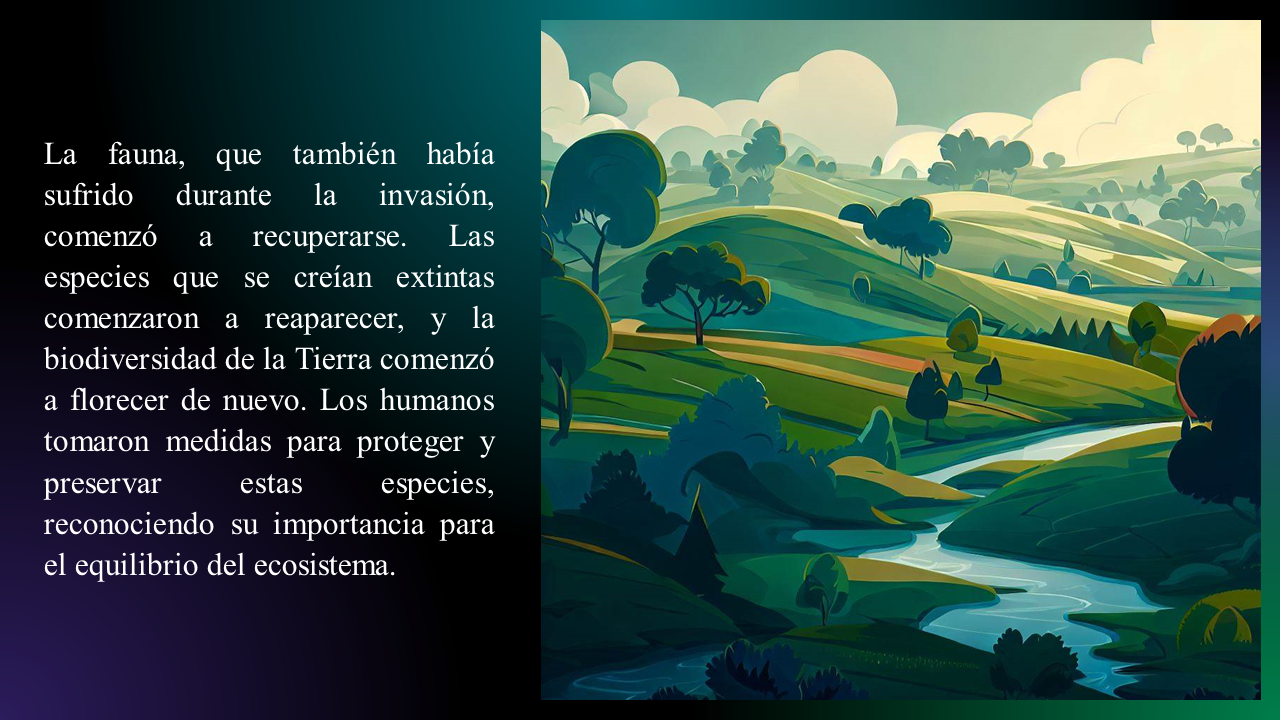 La fauna, que también había
sufrido durante la invasión,
comenzó a recuperarse. Las
especies que se creían extintas
comenzaron a reaparecer, y la
biodiversidad de la Tierra comenzó
a florecer de nuevo. Los humanos
tomaron medidas para proteger y
preservar estas especies,
reconociendo su importancia para
el equilibrio del ecosistema.